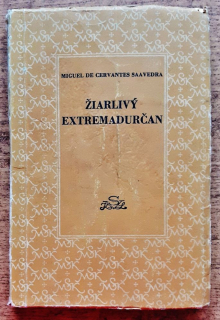 MIGUEL DE CERVANTES SAAVEDRA
ŽIARLIVÝ
EXTREMADURČAN